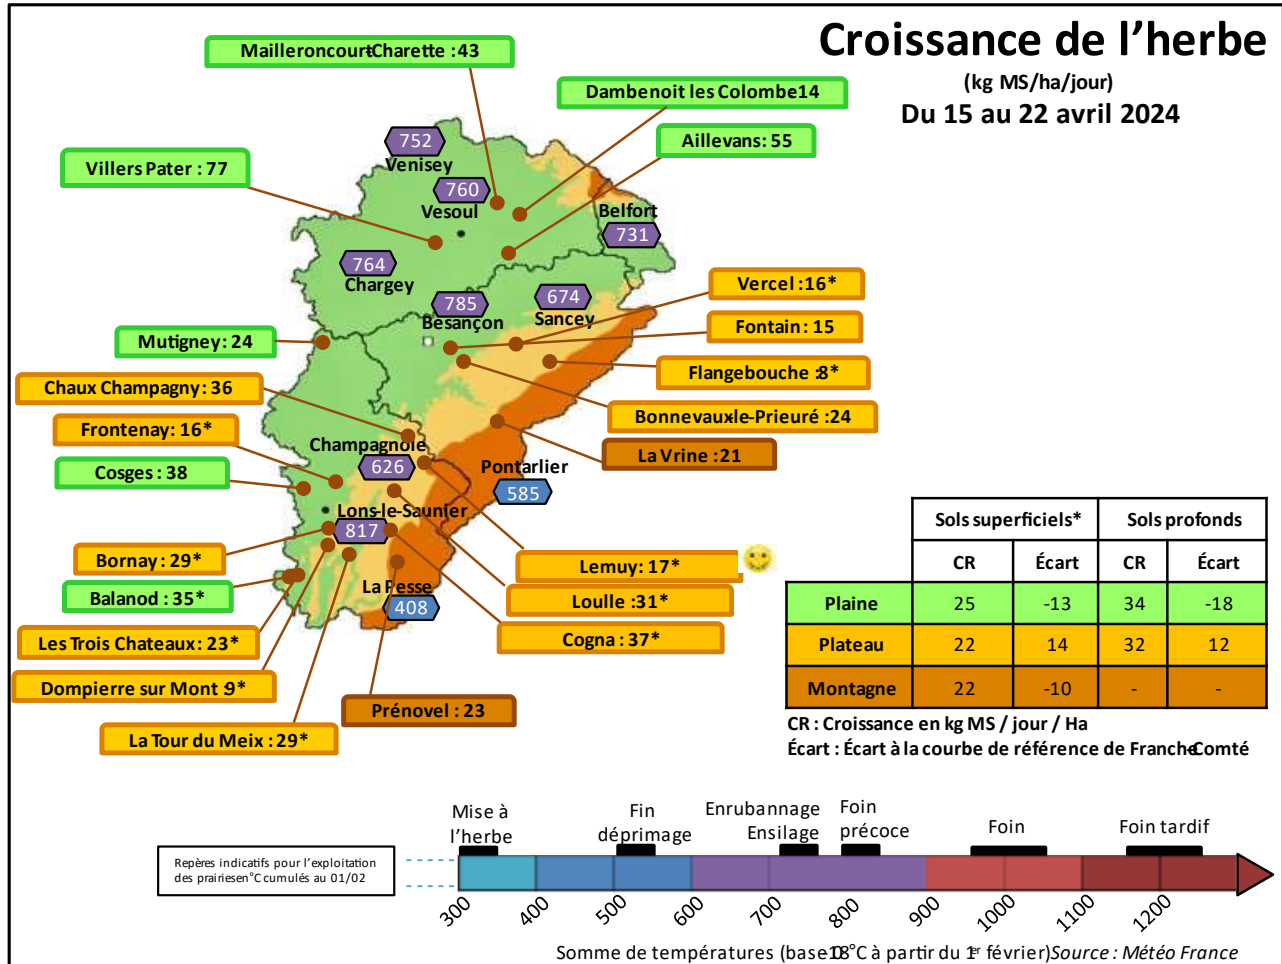 Croissance de l'herbe
(kg MS/ha/jour)
Du 15 au 22 avril 2024
Mailleroncourt-Charette : 43
Dambenoit les Colombe 14
Aillevans : 55
Villers Pater : 77
752
Venisey
760
Vesoul
Belfort
731
764
Chargey
785
Besançon
674
Sancey
Vercel : 16*
Fontain : 15
Mutigney : 24
Flangebouche : 8*
Chaux Champagny : 36
Bonnevaux-le-Prieuré : 24
Frontenay : 16*
Champagnole
626
La Vrine : 21
Cosges : 38
Pontarlier
585
Lons-le-Saunier
817
Bornay : 29*
Lemuy : 17*
Balanod : 35*
La Pesse
408
Loulle : 31*
Les Trois Chateaux : 23*
Cogna : 37*
Dompierre sur Mont 9*
Prénovel : 23
La Tour du Meix : 29*
Sols superficiels* Sols profonds
CR Écart CR Écart
Plaine 25 -13 34 -18
Plateau 22 14 32 12
Montagne 22 -10 - -
CR : Croissance en kg MS / jour / Ha
Écart : Écart à la courbe de référence de Franche-Comté
Mise à
l'herbe
Fin
déprimage
Enrubannage
Ensilage
Foin
précoce
Foin
Foin tardif
Repères indicatifs pour l'exploitation
des prairies en °C cumulés au 01/02
300 400 500 600 700 800 900 1000 1100 1200
Somme de températures (base 0-18°C à partir du 1er février) Source : Météo France